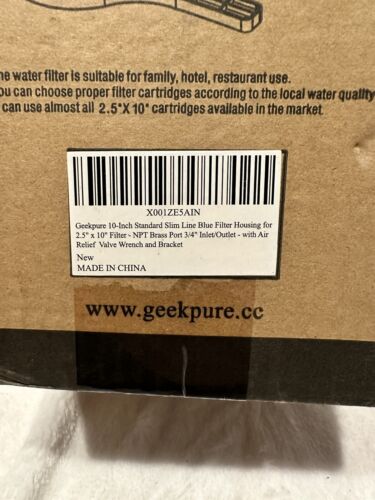 he water filter is suitable for family, hotel, restaurant use.
ou can choose proper filter cartridges according to the local water quality
can use almost all 2.5"X 10" cartridges available in the market
X001ZE5AIN
Geekpure 10-Inch Standard Slim Line Blue Filter Housing for
2.5" x 10" Filter - NPT Brass Port 3/4" Inlet/Outlet - with Air
Relief Valve Wrench and Bracket
New
MADE IN CHINA
www.geekpure.cc